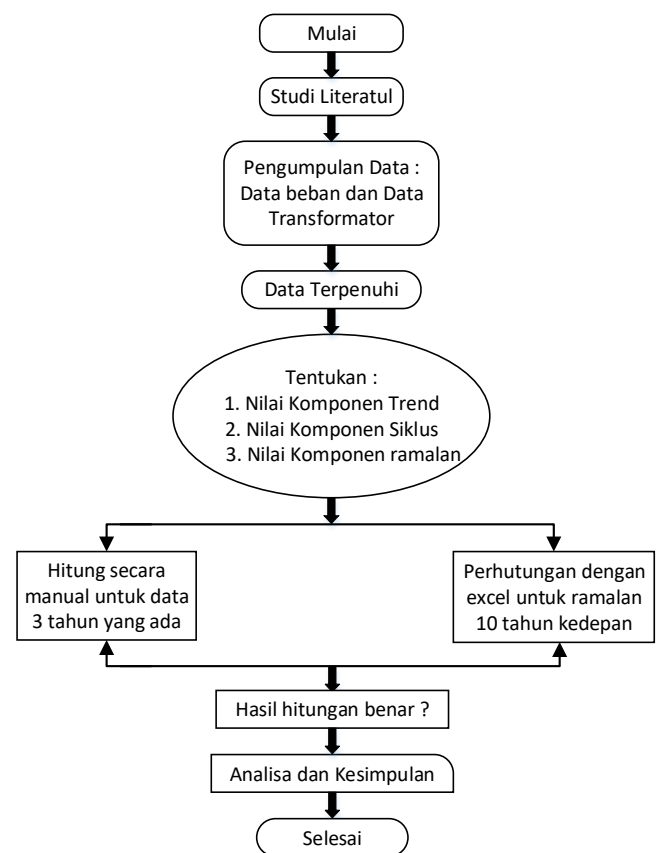 Mulai
Studi Literatul
Pengumpulan Data :
Data beban dan Data
Transformator
Data Terpenuhi
Tentukan :
1. Nilai Komponen Trend
2. Nilai Komponen Siklus
3. Nilai Komponen ramalan
Hitung secara
manual untuk data
3 tahun yang ada
Perhutungan dengan
excel untuk ramalan
10 tahun kedepan
Hasil hitungan benar ?
Analisa dan Kesimpulan
Selesai